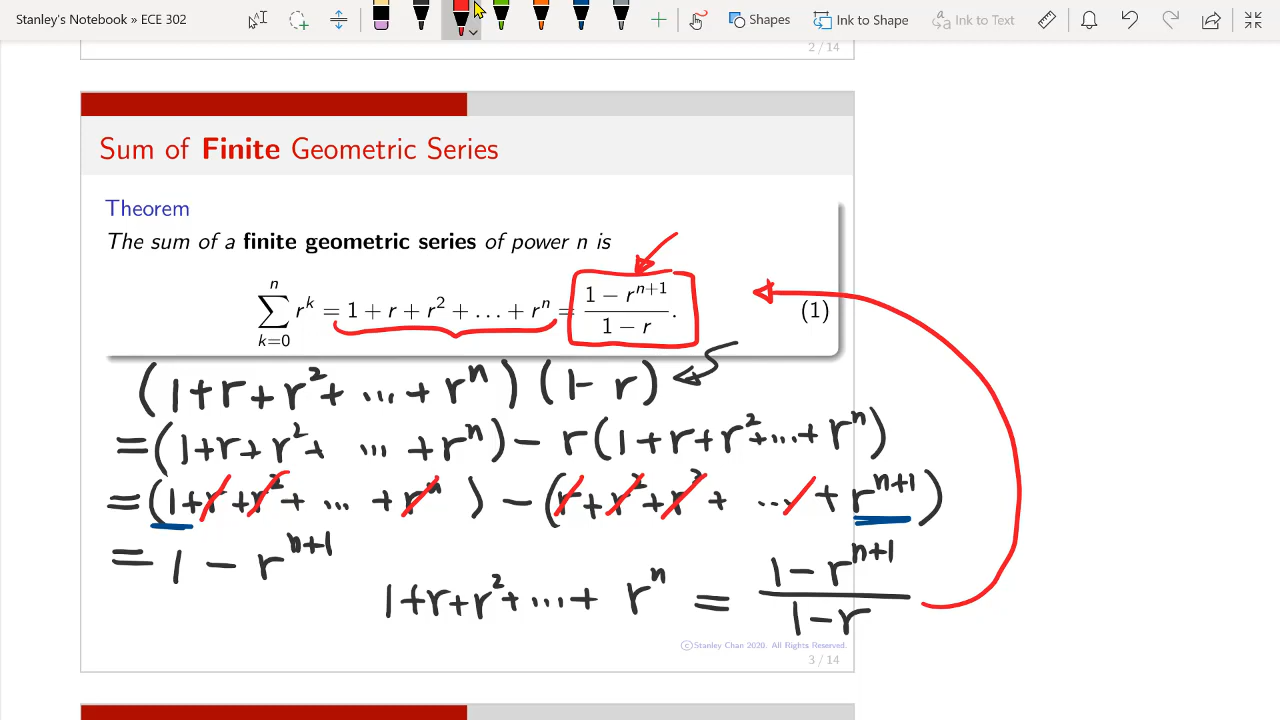 Stanley's Notebook » ECE 302
Shapes
Ink to Shape
Ink to Text
2 / 14
Sum of Finite Geometric Series
Theorem
The sum of a finite geometric series of power n is
∑_{k=0}^{n} r^k = 1 + r + r^2 + ... + r^n = \frac{1 − r^{n+1}}{1 − r}. (1)
(1+r+r^2+ ... +r^n)(1-r)
=(1+r+r^2+ ... +r^n) − r(1+r+r^2+...+r^n)
=(1+r+r^2+ ... +r^n) − (r+r^2+r^3+ ... +r^{n+1})
= 1 − r^{n+1}
1+r+r^2+...+ r^n = \frac{1−r^{n+1}}{1−r}
©Stanley Chan 2020. All Rights Reserved.
3 / 14